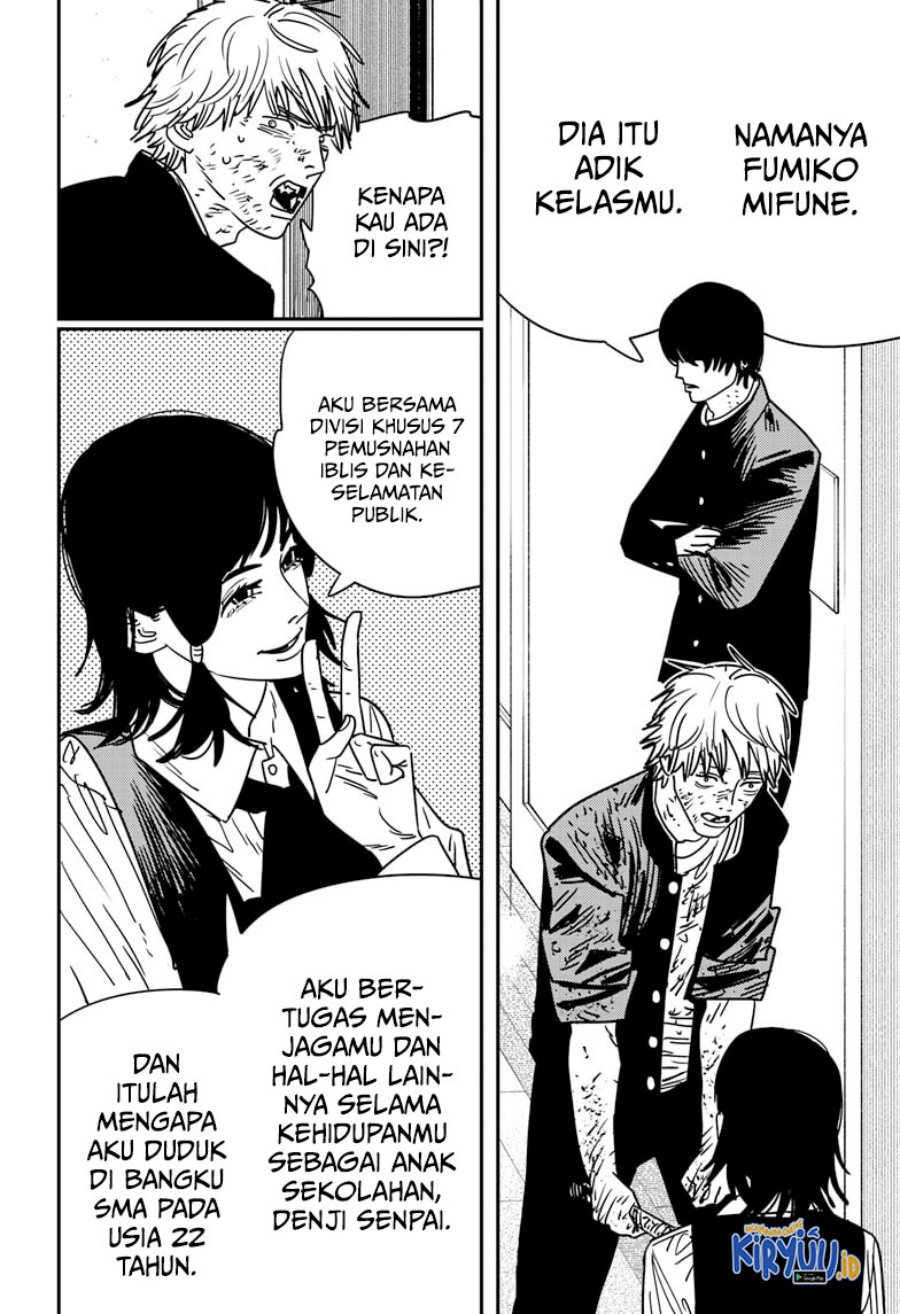 NAMANYA
FUMIKO
MIFUNE.
DIA ITU
ADIK
KELASMU.
KENAPA
KAU ADA
DI SINI?!
AKU BERSAMA
DIVISI KHUSUS 7
PEMUSNAHAN
IBLIS DAN KE-
SELAMATAN
PUBLIK.
AKU BER-
TUGAS MEN-
JAGAMU DAN
HAL-HAL LAIN-
NYA SELAMA
KEHIDUPANMU
SEBAGAI ANAK
SEKOLAHAN,
DENJI SENPAI.
DAN
ITULAH
MENGAPA
AKU DUDUK
DI BANGKU
SMA PADA
USIA 22
TAHUN.
KIRYUU.ID
Google Play